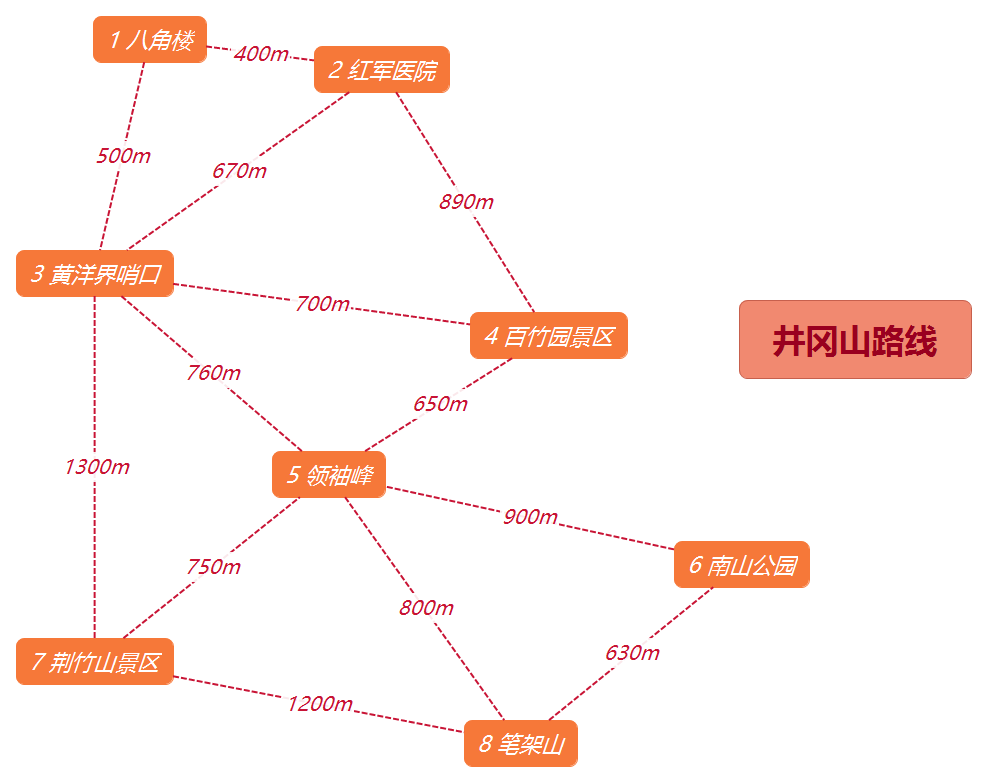 1 八角楼
400m
2 红军医院
500m
670m
890m
3 黄洋界哨口
700m
4 百竹园景区
井冈山路线
760m
650m
1300m
5 领袖峰
900m
6 南山公园
750m
800m
7 荆竹山景区
630m
1200m
8 笔架山